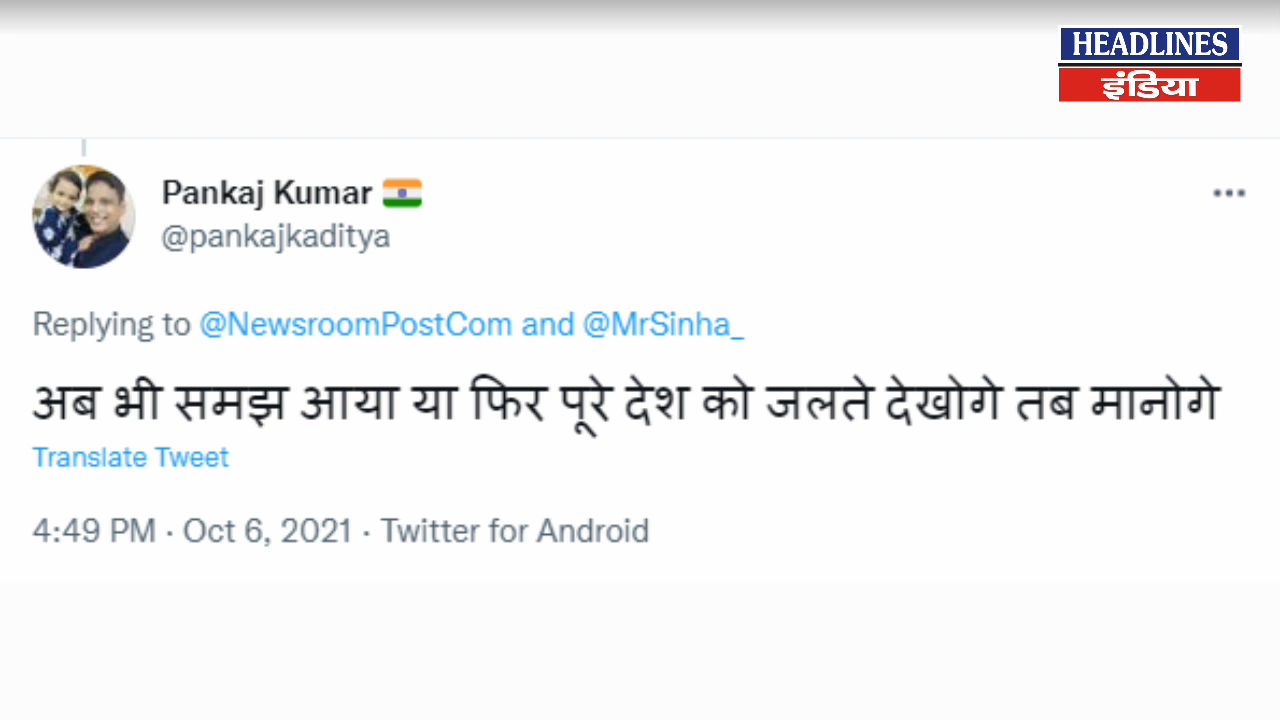 HEADLINES
इंडिया
Pankaj Kumar 🇮🇳
@pankajkaditya
Replying to @NewsroomPostCom and @MrSinha_
अब भी समझ आया या फिर पूरे देश को जलते देखोगे तब मानोगे
Translate Tweet
4:49 PM · Oct 6, 2021 · Twitter for Android